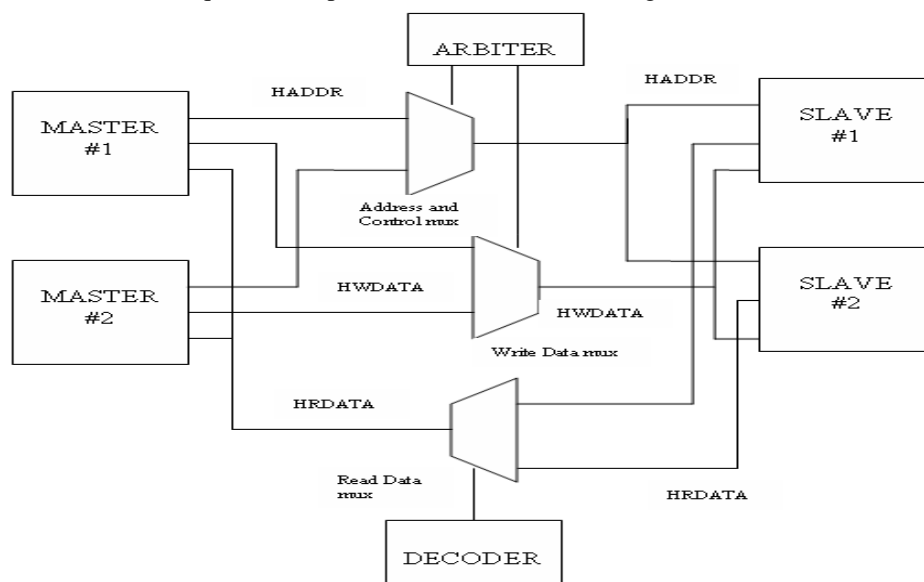 ARBITER
HADDR
HADDR
MASTER
#1
SLAVE
#1
Address and
Control mux
MASTER
#2
HWDATA
HWDATA
SLAVE
#2
Write Data mux
HRDATA
Read Data
mux
HRDATA
DECODER